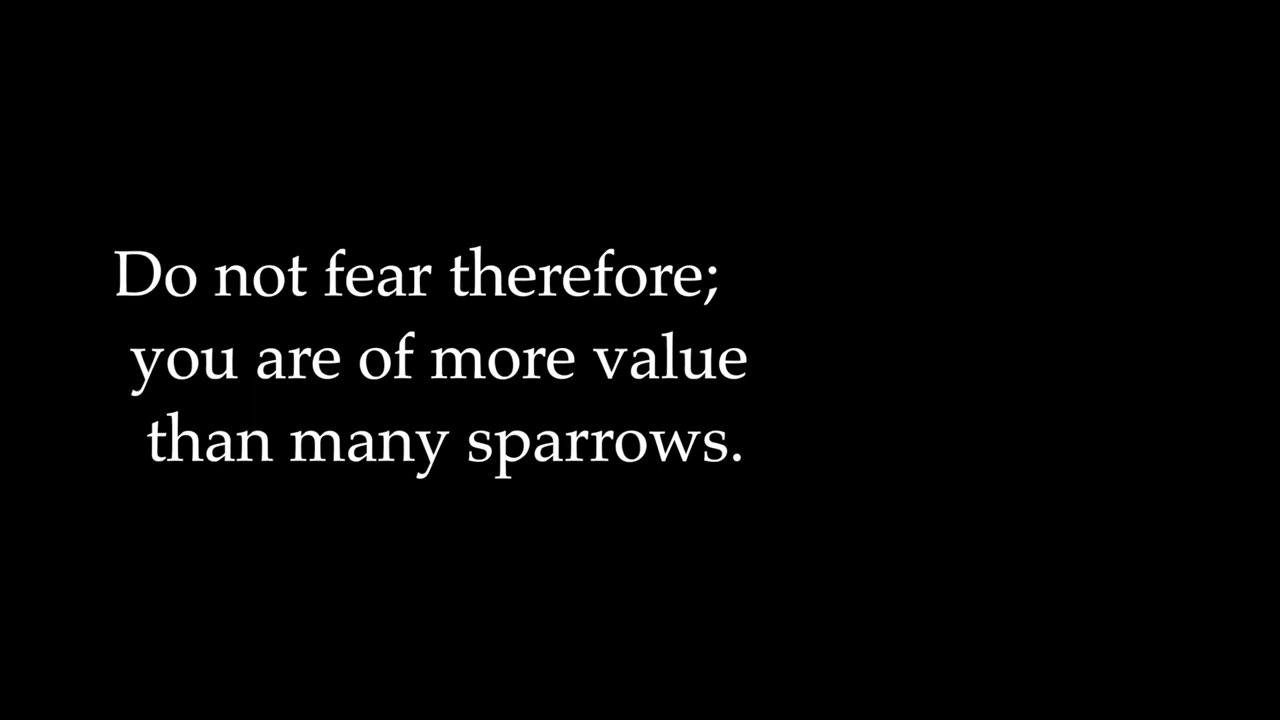 Do not fear therefore;
you are of more value
than many sparrows.